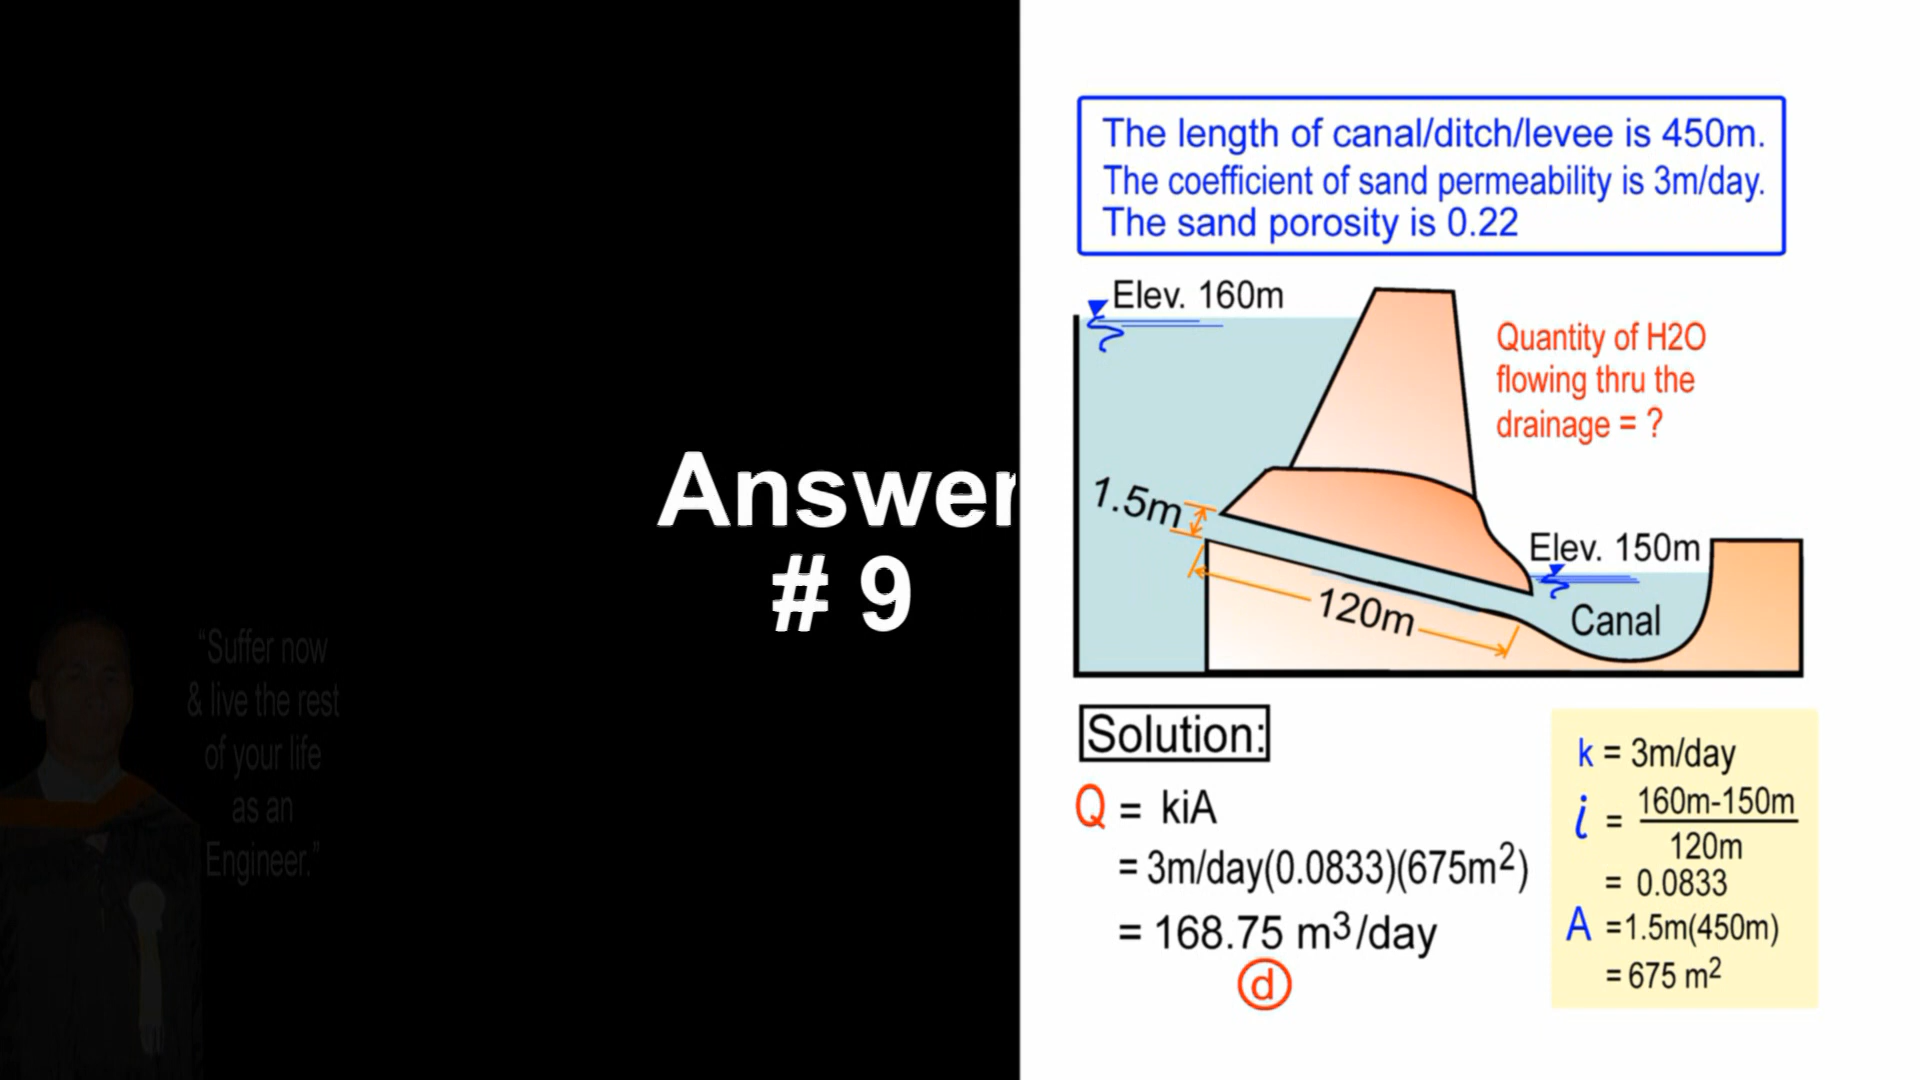 Answer
# 9
“Suffer now
& live the rest
of your life
as an
Engineer.”
The length of canal/ditch/levee is 450m.
The coefficient of sand permeability is 3m/day.
The sand porosity is 0.22
Elev. 160m
Quantity of H2O
flowing thru the
drainage = ?
1.5m
Elev. 150m
120m
Canal
Solution:
Q = kiA
= 3m/day(0.0833)(675m²)
= 168.75 m³/day
d
k = 3m/day
i = 160m-150m
120m
= 0.0833
A =1.5m(450m)
= 675 m²